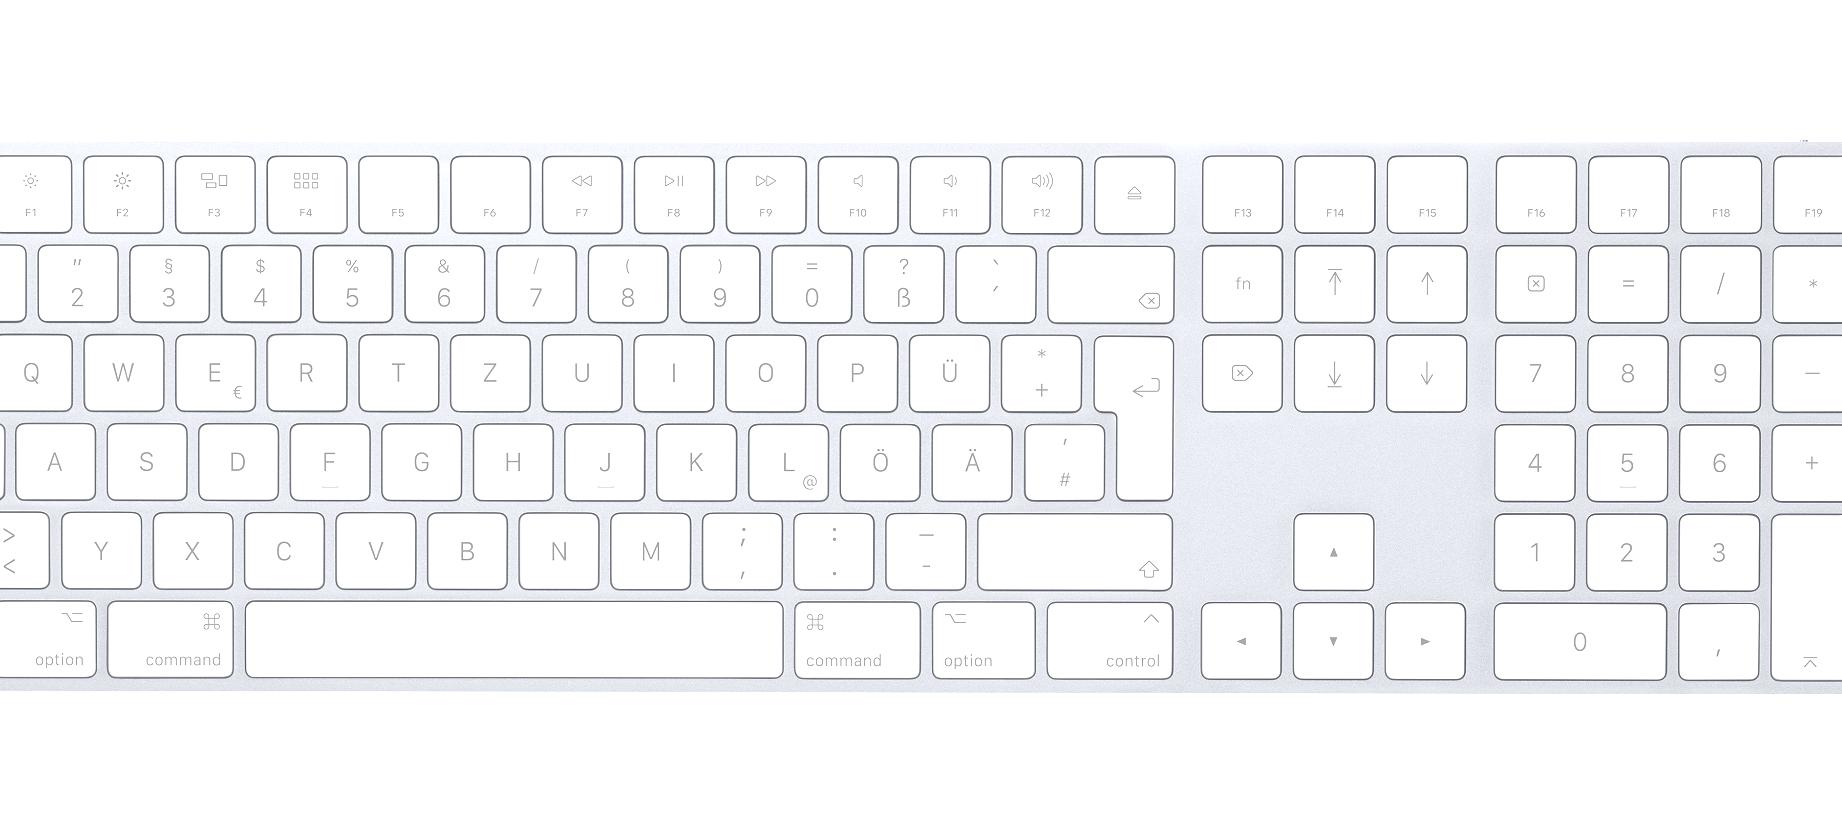 F1 F2 F3 F4 F5 F6 F7 F8 F9 F10 F11 F12 F13 F14 F15 F16 F17 F18 F19
" § $ % & / ( ) = ? `
2 3 4 5 6 7 8 9 0 ß ´ fn = / *
Q W E € R T Z U I O P Ü * + 7 8 9 −
A S D F G H J K L @ Ö Ä ' # 4 5 6 +
> < Y X C V B N M ; , : . — - 1 2 3
option command command option control 0 ,